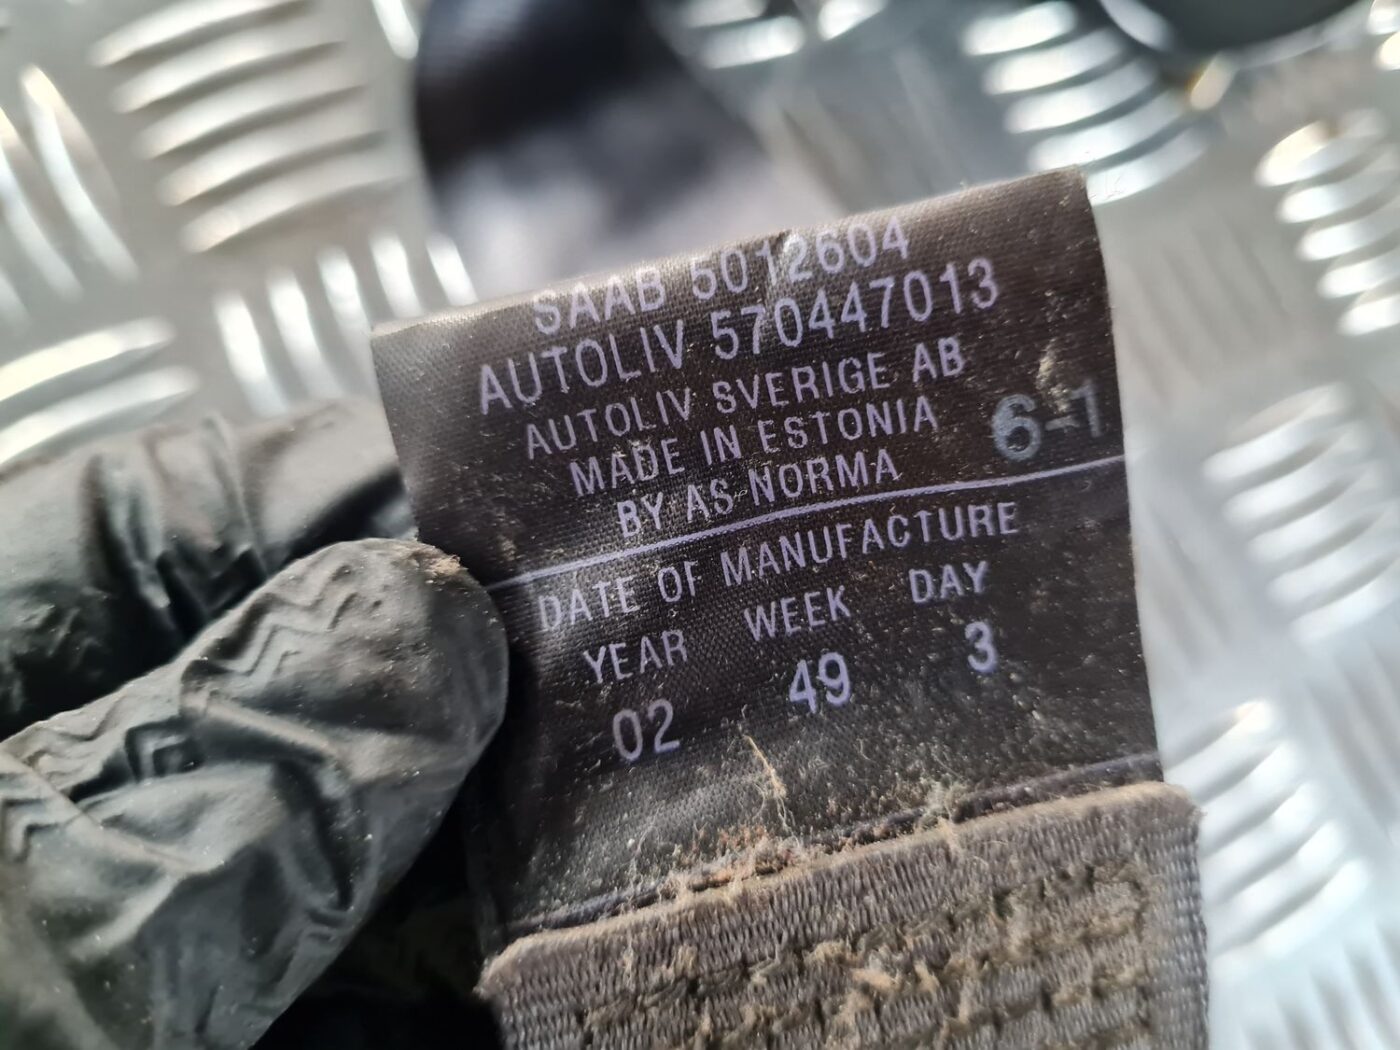 SAAB 5012604
AUTOLIV 570447013
AUTOLIV SVERIGE AB
MADE IN ESTONIA
BY AS NORMA
6-1
DATE OF MANUFACTURE
YEAR WEEK DAY
02 49 3